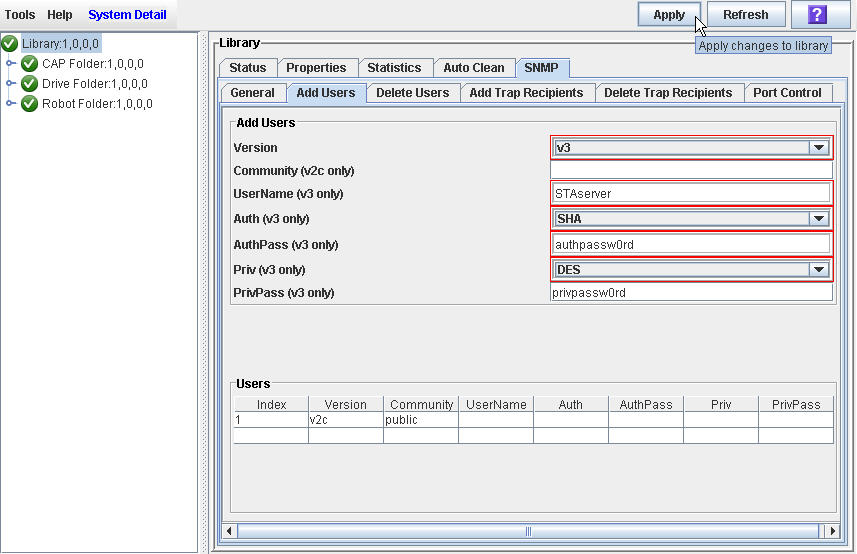 Tools Help System Detail
Apply Refresh ?
Apply changes to library
Library:1,0,0,0
CAP Folder:1,0,0,0
Drive Folder:1,0,0,0
Robot Folder:1,0,0,0
Library
Status Properties Statistics Auto Clean SNMP
General Add Users Delete Users Add Trap Recipients Delete Trap Recipients Port Control
Add Users
Version v3
Community (v2c only)
UserName (v3 only) STAserver
Auth (v3 only) SHA
AuthPass (v3 only) authpassw0rd
Priv (v3 only) DES
PrivPass (v3 only) privpassw0rd
Users
Index Version Community UserName Auth AuthPass Priv PrivPass
1 v2c public